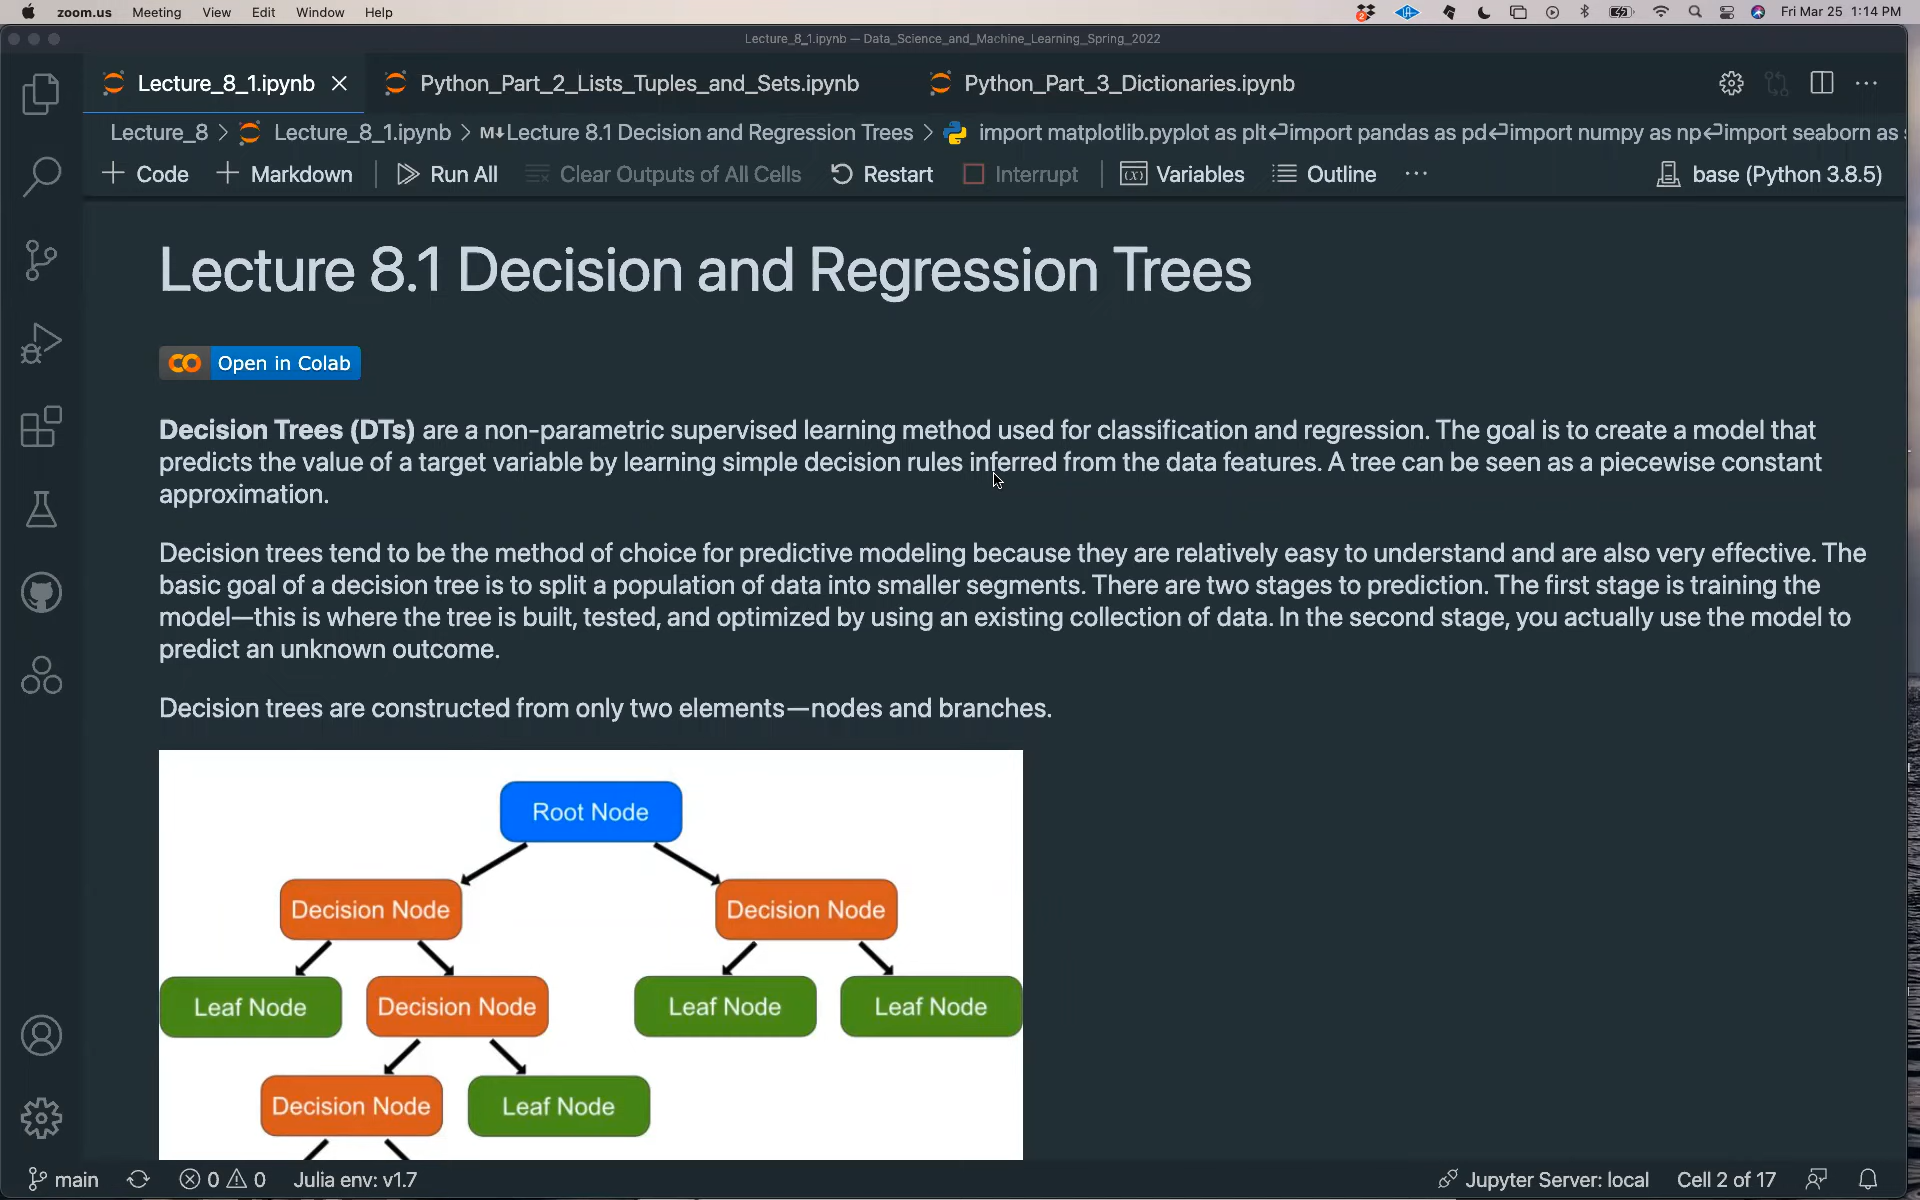 zoom.us Meeting View Edit Window Help Fri Mar 25 1:14 PM
Lecture_8_1.ipynb — Data_Science_and_Machine_Learning_Spring_2022
Lecture_8_1.ipynb Python_Part_2_Lists_Tuples_and_Sets.ipynb Python_Part_3_Dictionaries.ipynb
Lecture_8 > Lecture_8_1.ipynb > M↓Lecture 8.1 Decision and Regression Trees > import matplotlib.pyplot as plt↵import pandas as pd↵import numpy as np↵import seaborn as
+ Code + Markdown Run All Clear Outputs of All Cells Restart Interrupt Variables Outline ··· base (Python 3.8.5)
Lecture 8.1 Decision and Regression Trees
Open in Colab
Decision Trees (DTs) are a non-parametric supervised learning method used for classification and regression. The goal is to create a model that
predicts the value of a target variable by learning simple decision rules inferred from the data features. A tree can be seen as a piecewise constant
approximation.
Decision trees tend to be the method of choice for predictive modeling because they are relatively easy to understand and are also very effective. The
basic goal of a decision tree is to split a population of data into smaller segments. There are two stages to prediction. The first stage is training the
model—this is where the tree is built, tested, and optimized by using an existing collection of data. In the second stage, you actually use the model to
predict an unknown outcome.
Decision trees are constructed from only two elements—nodes and branches.
Root Node
Decision Node Decision Node
Leaf Node Decision Node Leaf Node Leaf Node
Decision Node Leaf Node
main 0 0 Julia env: v1.7 Jupyter Server: local Cell 2 of 17